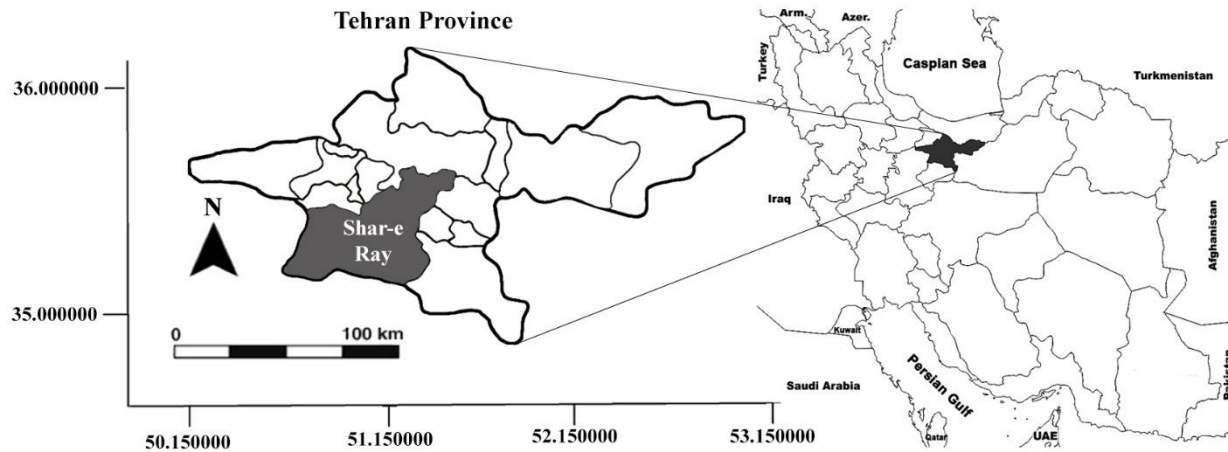 Tehran Province
36.000000
35.000000
N
Shar-e
Ray
0
100 km
50.150000
51.150000
52.150000
53.150000
Arm.
Azer.
Turkey
Caspian Sea
Turkmenistan
Iraq
Afghanistan
Kuwait
Persian Gulf
Saudi Arabia
Pakistan
Qatar
UAE